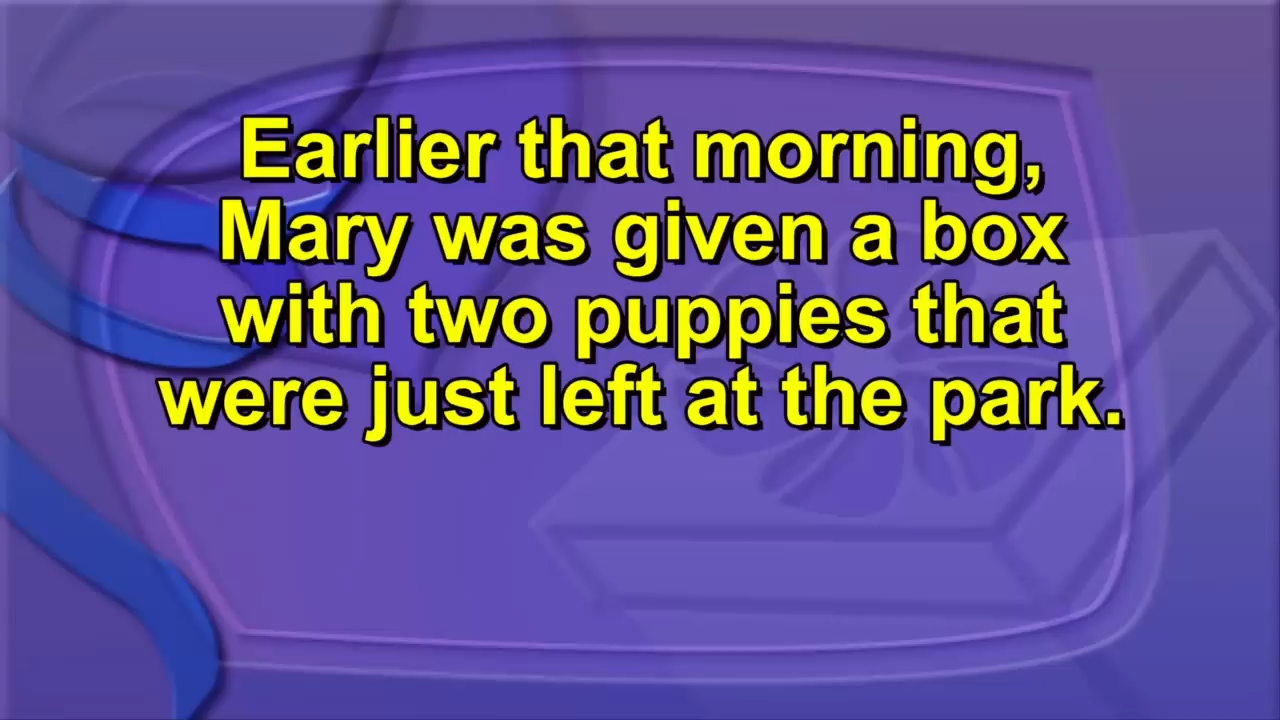 Earlier that morning,
Mary was given a box
with two puppies that
were just left at the park.